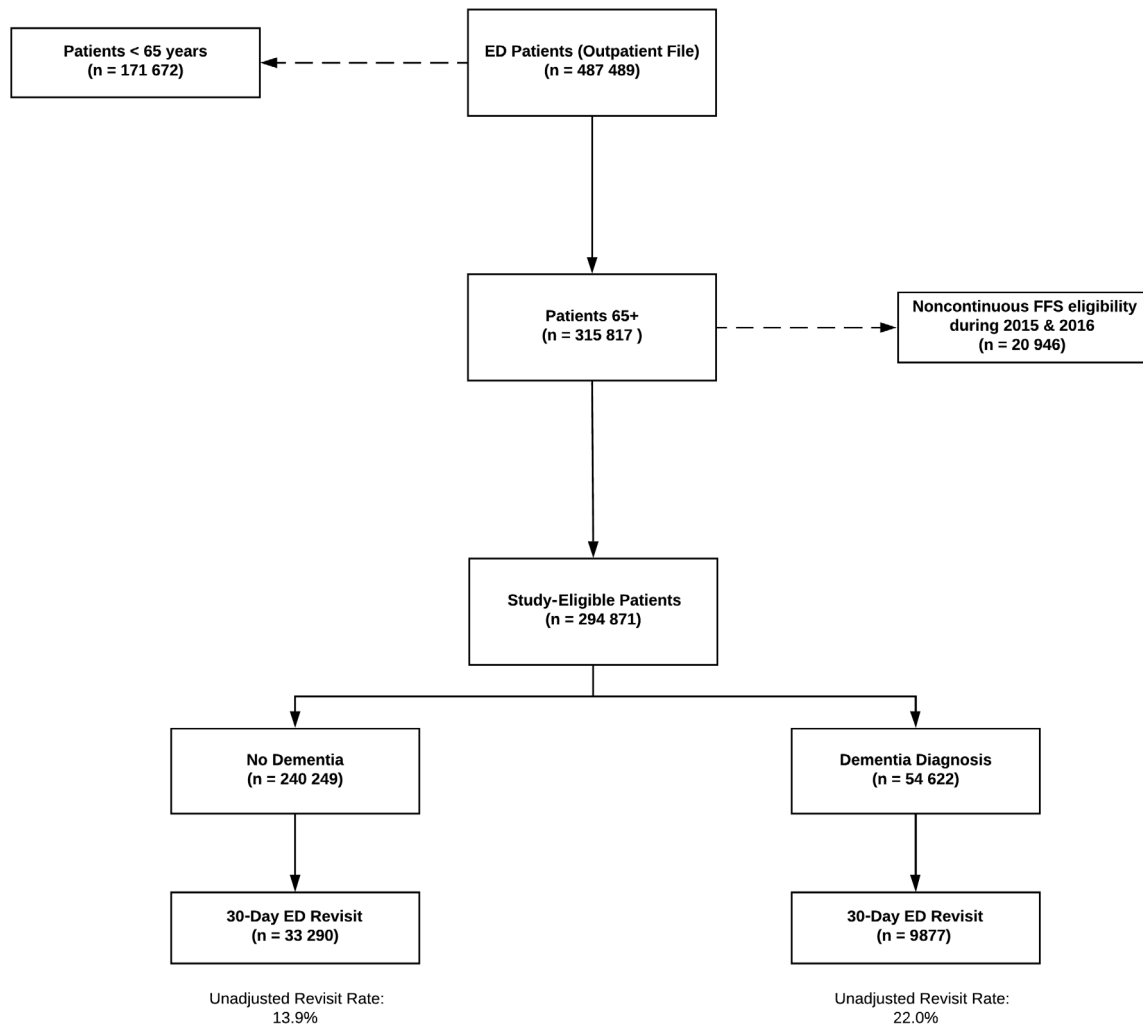 Patients < 65 years
(n = 171 672)
ED Patients (Outpatient File)
(n = 487 489)
Patients 65+
(n = 315 817 )
Noncontinuous FFS eligibility
during 2015 & 2016
(n = 20 946)
Study-Eligible Patients
(n = 294 871)
No Dementia
(n = 240 249)
Dementia Diagnosis
(n = 54 622)
30-Day ED Revisit
(n = 33 290)
30-Day ED Revisit
(n = 9877)
Unadjusted Revisit Rate:
13.9%
Unadjusted Revisit Rate:
22.0%